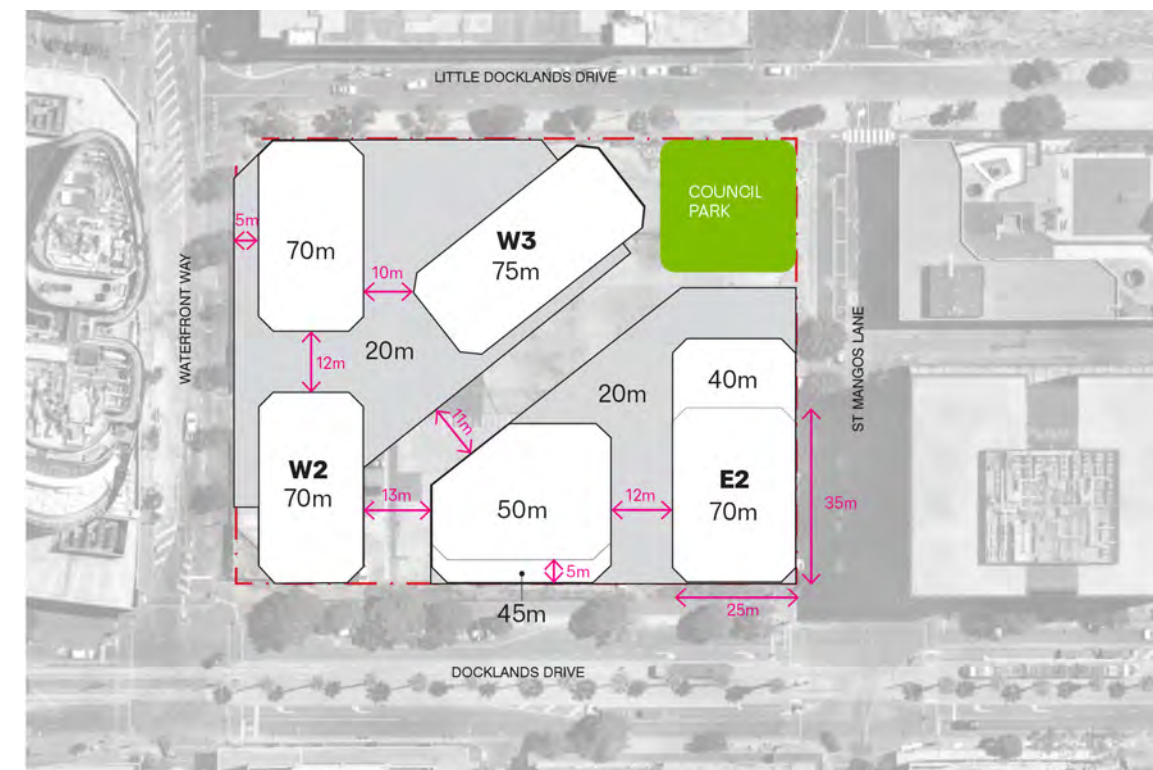 LITTLE DOCKLANDS DRIVE
COUNCIL
PARK
5m
70m
W3
75m
10m
WATERFRONT WAY
12m
20m
ST MANGOS LANE
20m
40m
11m
W2
70m
13m
50m
12m
E2
70m
35m
5m
45m
25m
DOCKLANDS DRIVE